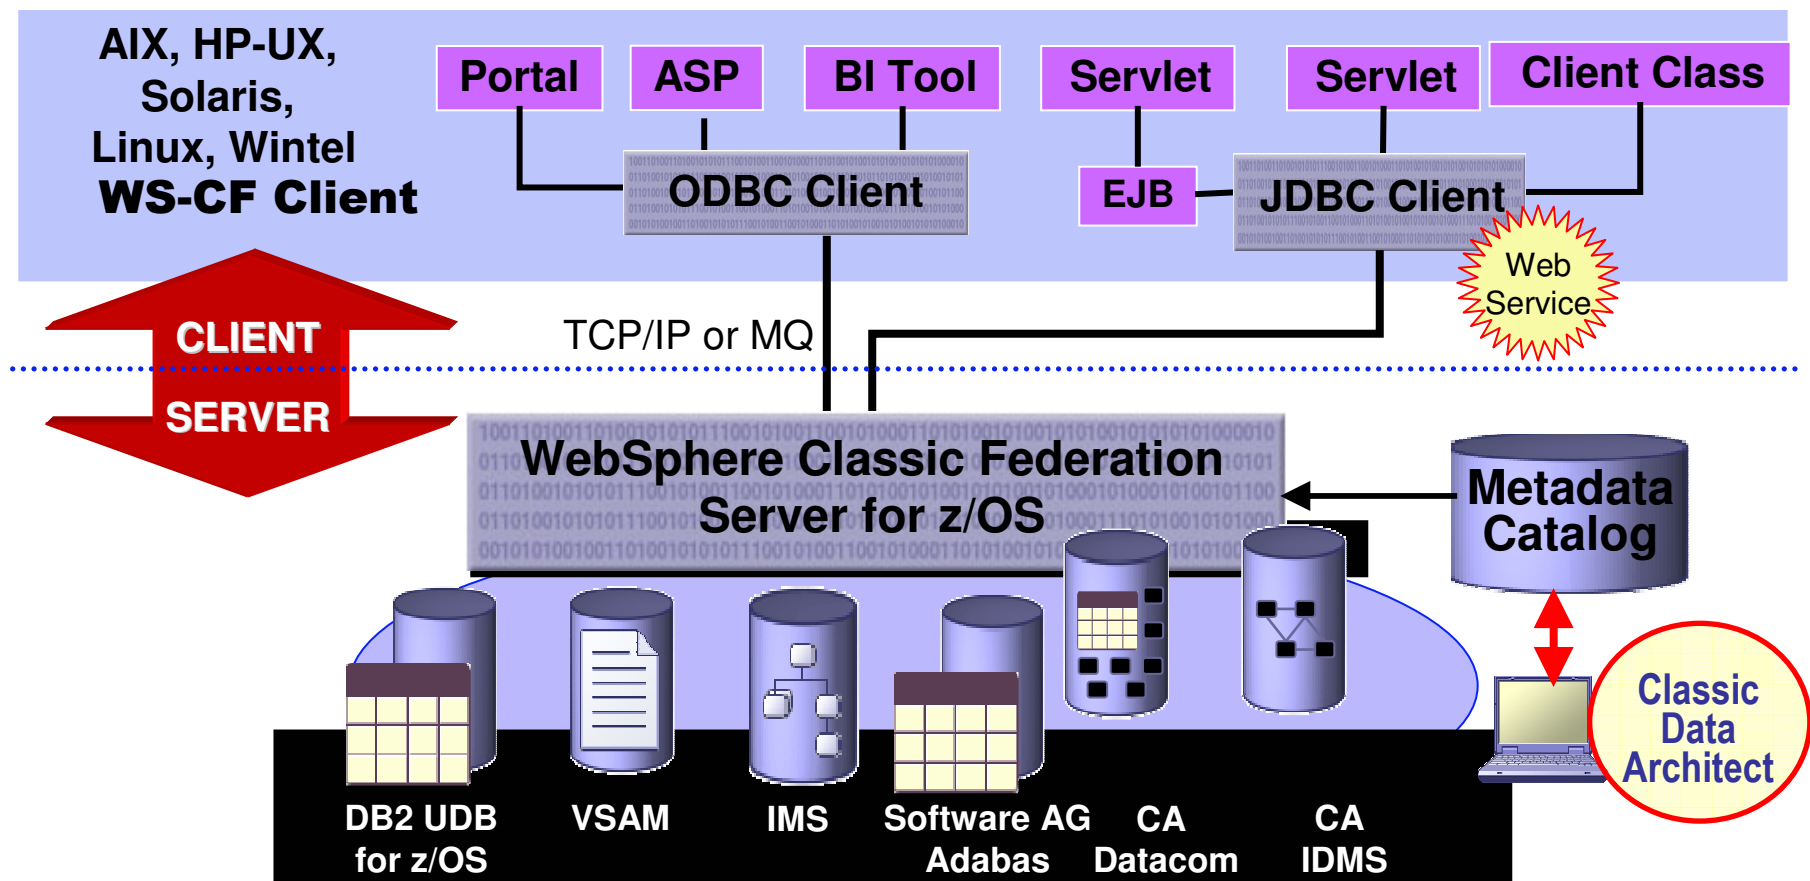 AIX, HP-UX,
Solaris,
Linux, Wintel
WS-CF Client
Portal
ASP
BI Tool
Servlet
Servlet
Client Class
ODBC Client
EJB
JDBC Client
Web
Service
CLIENT
TCP/IP or MQ
SERVER
WebSphere Classic Federation
Server for z/OS
Metadata
Catalog
Classic
Data
Architect
DB2 UDB
for z/OS
VSAM
IMS
Software AG
Adabas
CA
Datacom
CA
IDMS